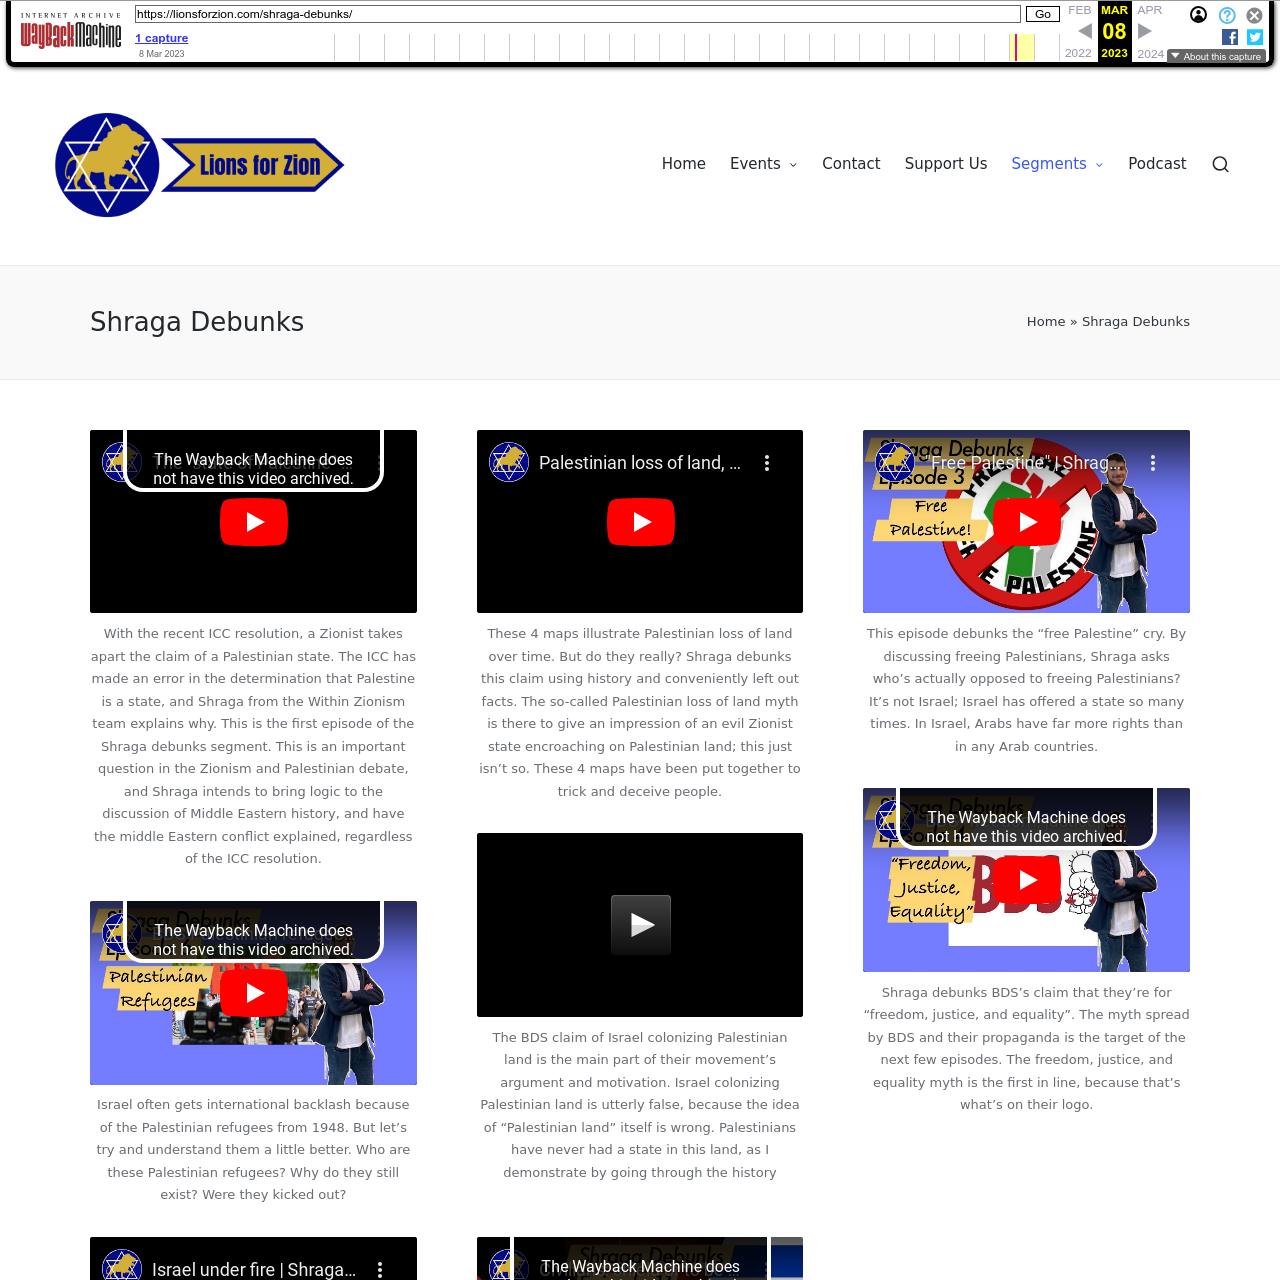 INTERNET ARCHIVE
WayBackMachine
https://lionsforzion.com/shraga-debunks/
Go
1 capture
8 Mar 2023
FEB MAR APR
08
2022 2023 2024
About this capture
Lions for Zion
Home Events Contact Support Us Segments Podcast
Shraga Debunks
Home » Shraga Debunks
The Wayback Machine does
not have this video archived.
With the recent ICC resolution, a Zionist takes
apart the claim of a Palestinian state. The ICC has
made an error in the determination that Palestine
is a state, and Shraga from the Within Zionism
team explains why. This is the first episode of the
Shraga debunks segment. This is an important
question in the Zionism and Palestinian debate,
and Shraga intends to bring logic to the
discussion of Middle Eastern history, and have
the middle Eastern conflict explained, regardless
of the ICC resolution.
The Wayback Machine does
not have this video archived.
Palestinian
Refugees
Israel often gets international backlash because
of the Palestinian refugees from 1948. But let’s
try and understand them a little better. Who are
these Palestinian refugees? Why do they still
exist? Were they kicked out?
Israel under fire | Shraga...
Palestinian loss of land, ...
These 4 maps illustrate Palestinian loss of land
over time. But do they really? Shraga debunks
this claim using history and conveniently left out
facts. The so-called Palestinian loss of land myth
is there to give an impression of an evil Zionist
state encroaching on Palestinian land; this just
isn’t so. These 4 maps have been put together to
trick and deceive people.
The BDS claim of Israel colonizing Palestinian
land is the main part of their movement’s
argument and motivation. Israel colonizing
Palestinian land is utterly false, because the idea
of “Palestinian land” itself is wrong. Palestinians
have never had a state in this land, as I
demonstrate by going through the history
Shraga Debunks
The Wayback Machine does
Shraga Debunks
"Free Palestine" | Shrag...
Episode 3
Free
Palestine!
PALESTINE
This episode debunks the “free Palestine” cry. By
discussing freeing Palestinians, Shraga asks
who’s actually opposed to freeing Palestinians?
It’s not Israel; Israel has offered a state so many
times. In Israel, Arabs have far more rights than
in any Arab countries.
The Wayback Machine does
not have this video archived.
“Freedom,
Justice,
Equality”
BDS
Shraga debunks BDS’s claim that they’re for
“freedom, justice, and equality”. The myth spread
by BDS and their propaganda is the target of the
next few episodes. The freedom, justice, and
equality myth is the first in line, because that’s
what’s on their logo.